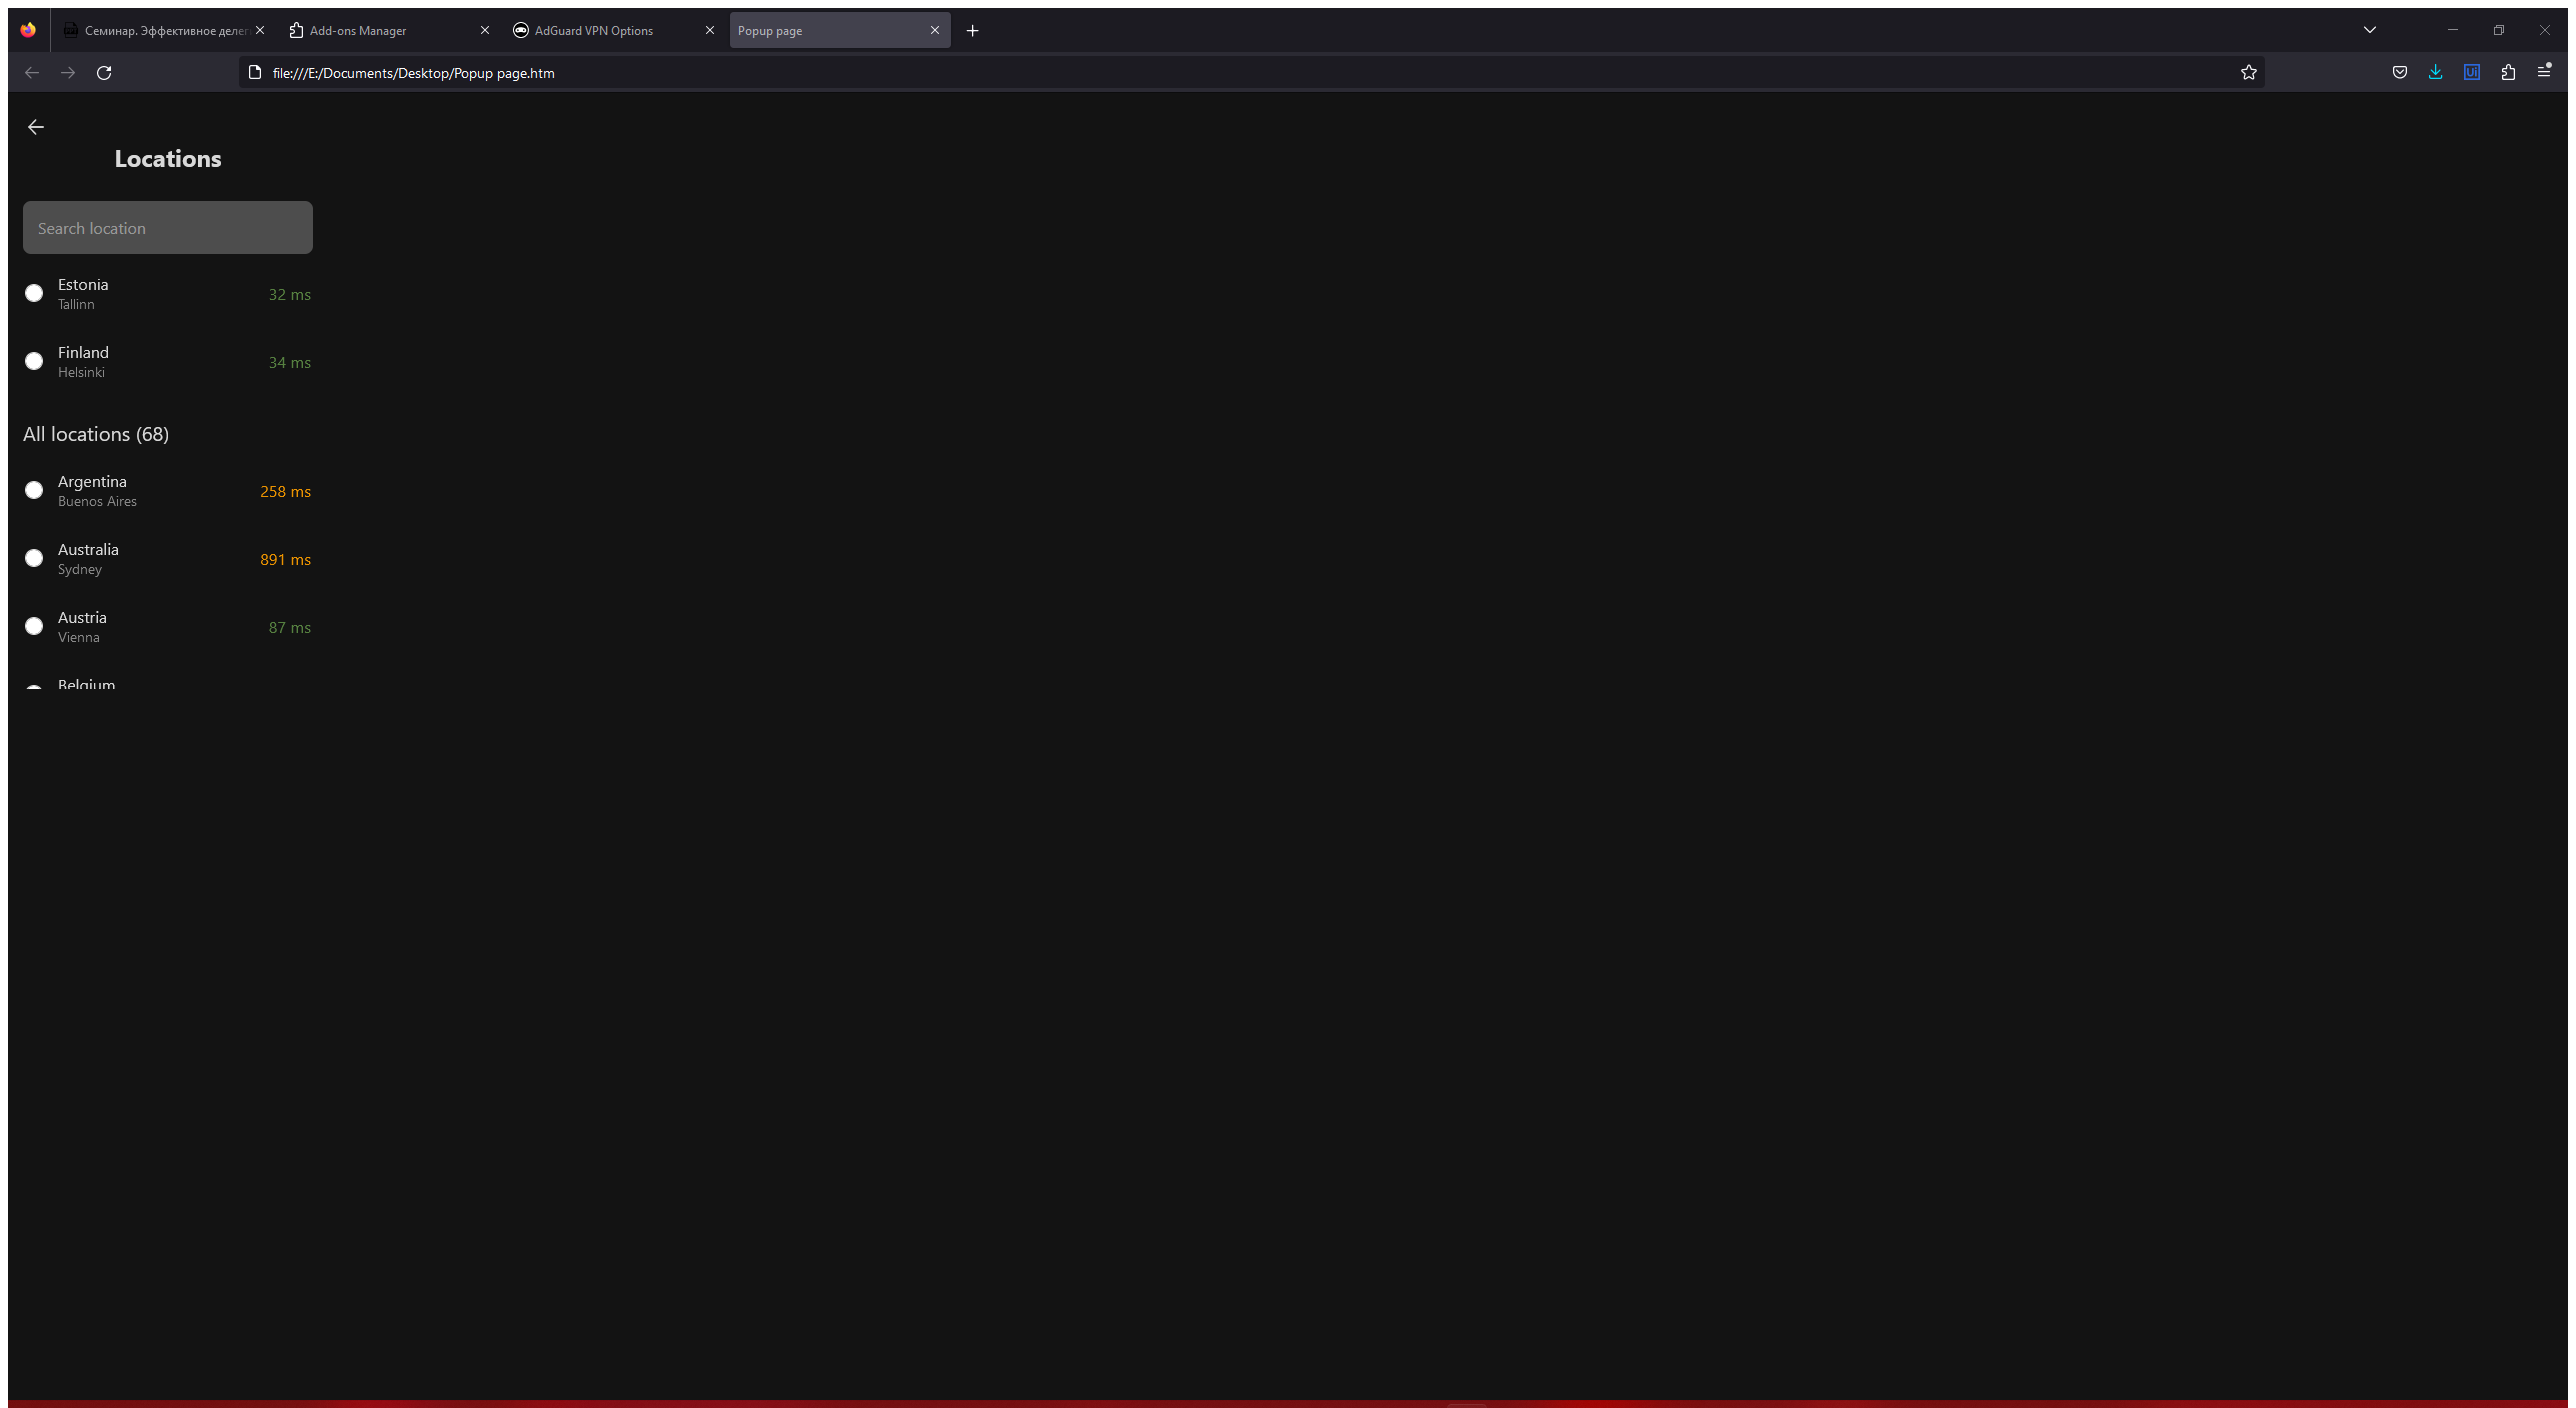 Семинар. Эффективное делег
Add-ons Manager
AdGuard VPN Options
Popup page
file:///E:/Documents/Desktop/Popup page.htm
Ui
Locations
Search location
Estonia
Tallinn
32 ms
Finland
Helsinki
34 ms
All locations (68)
Argentina
Buenos Aires
258 ms
Australia
Sydney
891 ms
Austria
Vienna
87 ms
Belgium